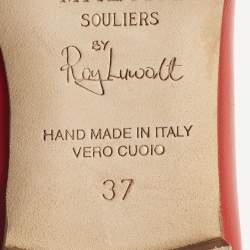 SOULIERS
BY
Roy Luwolt
HAND MADE IN ITALY
VERO CUOIO
37